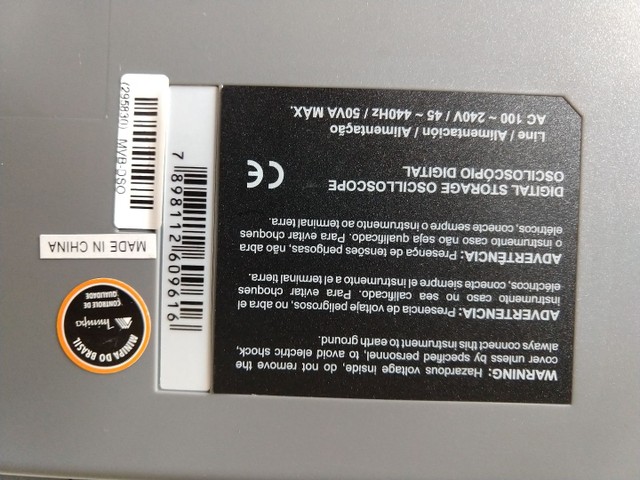 WARNING: Hazardous voltage inside, do not remove the
cover unless by specified personnel, to avoid electric shock,
always connect this instrument to earth ground.
ADVERTENCIA: Presencia de voltaje peligrosos, no abra el
instrumento caso no sea calificado. Para evitar choques
eléctricos, conecte siempre el instrumento a el terminal tierra.
ADVERTÊNCIA: Presença de tensões perigosas, não abra
o instrumento caso não seja qualificado. Para evitar choques
elétricos, conecte sempre o instrumento ao terminal terra.
DIGITAL STORAGE OSCILLOSCOPE
OSCILOSCÓPIO DIGITAL
CE
Line / Alimentación / Alimentação
AC 100 ~ 240V / 45 ~ 440Hz / 50VA MÁX.
7 898112 609616
(295830) MVB-DSO
MADE IN CHINA
MINIPA DO BRASIL
Minipa
CONTROLE DE
QUALIDADE